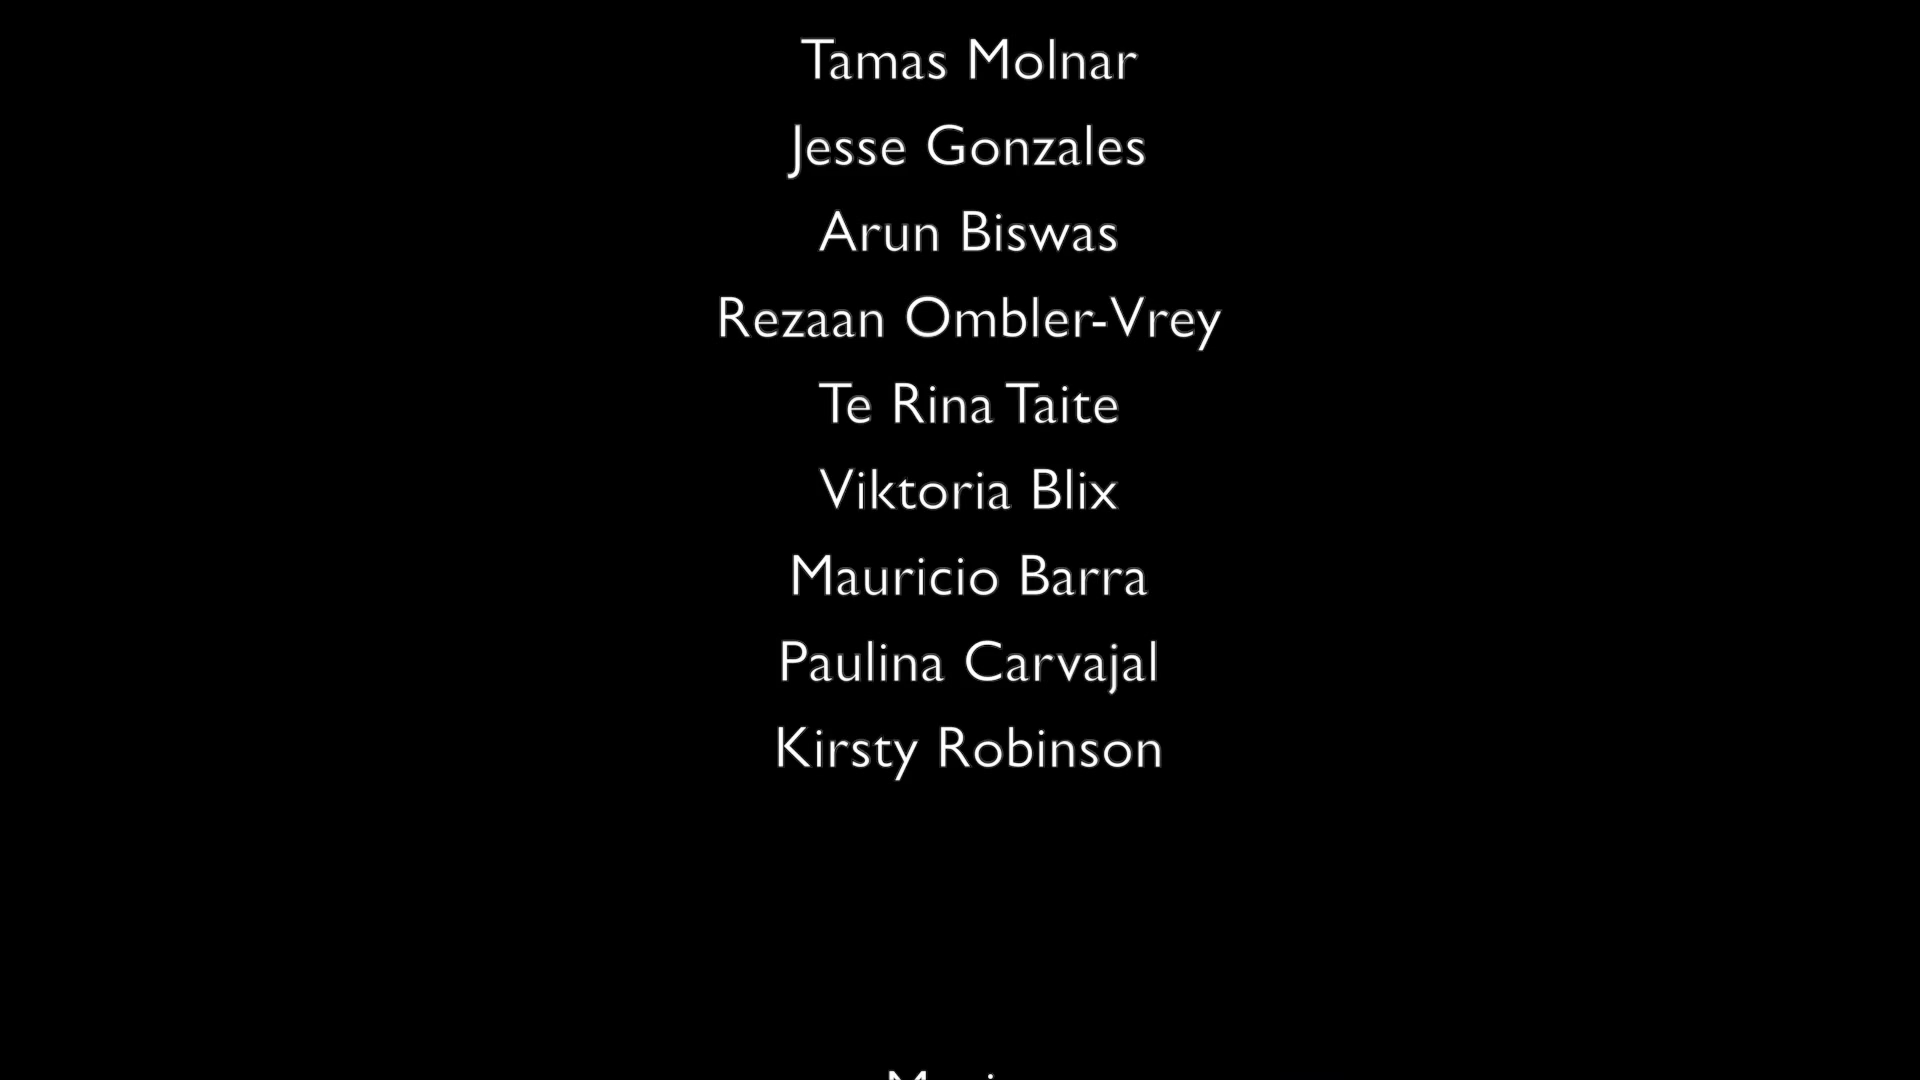 Tamas Molnar
Jesse Gonzales
Arun Biswas
Rezaan Ombler-Vrey
Te Rina Taite
Viktoria Blix
Mauricio Barra
Paulina Carvajal
Kirsty Robinson